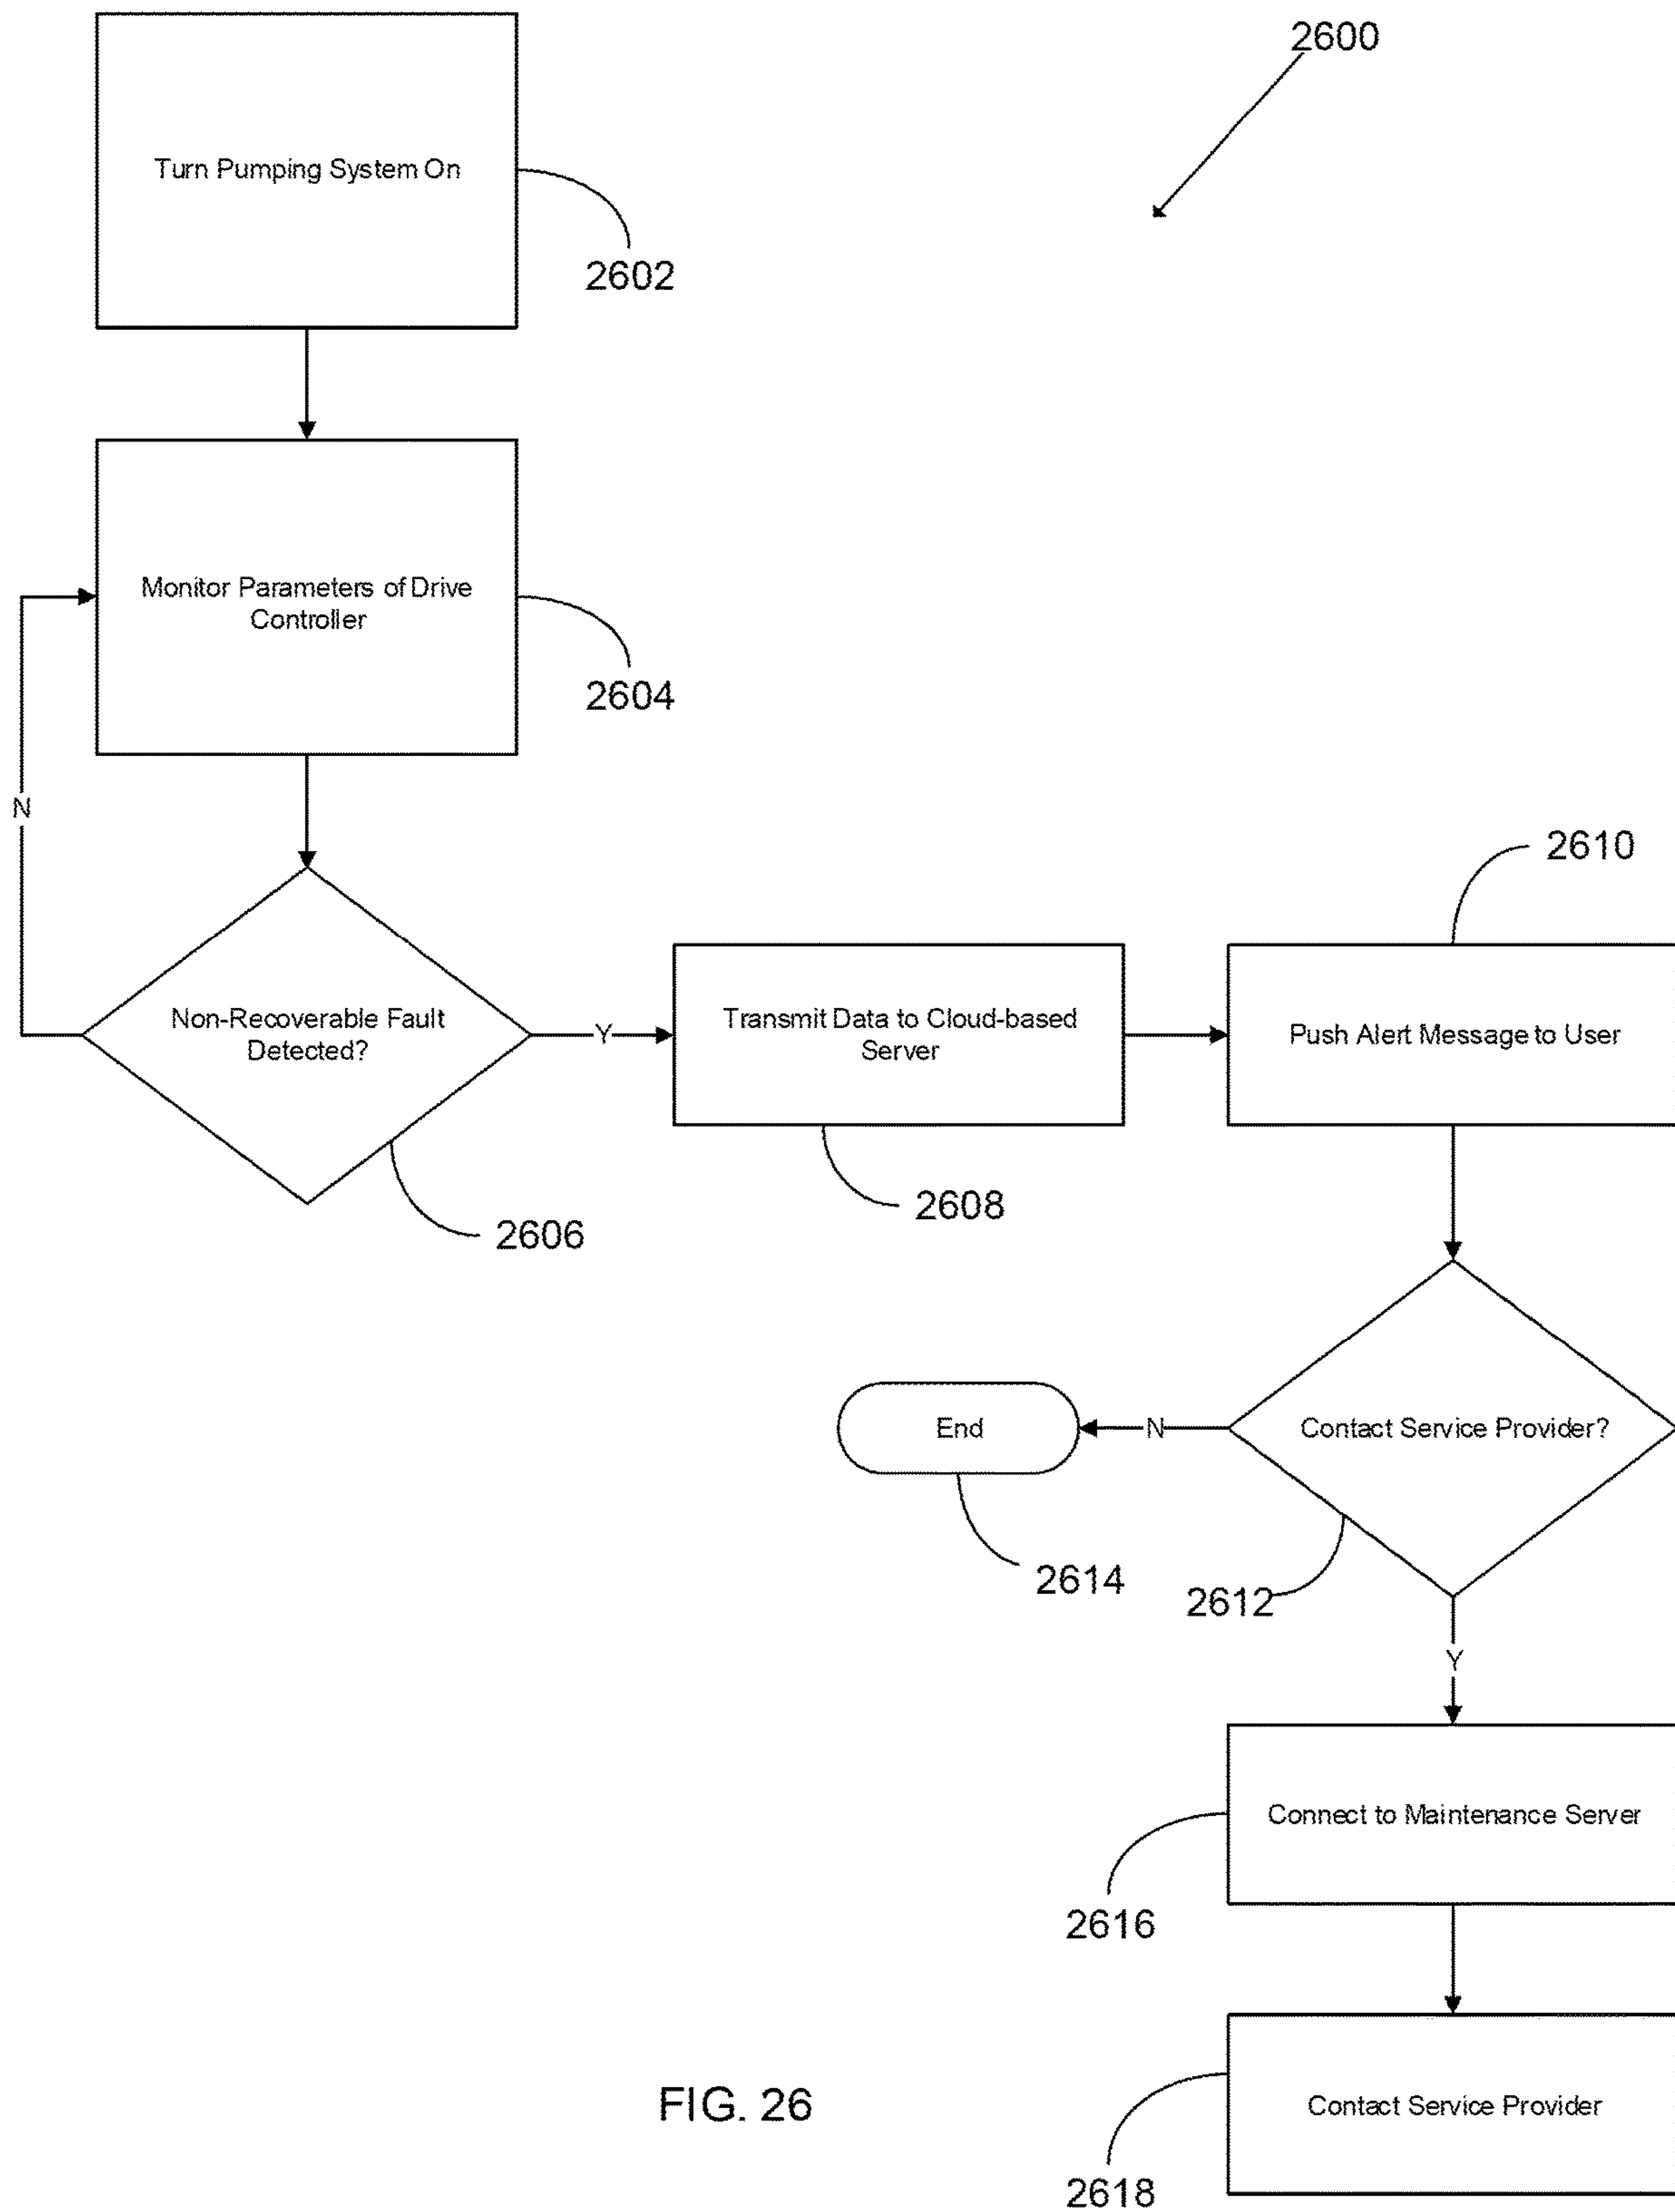 2600
Turn Pumping System On
2602
Monitor Parameters of Drive
Controller
2604
N
2610
Non-Recoverable Fault
Detected?
Y
Transmit Data to Cloud-based
Server
Push Alert Message to User
2608
2606
End
N
Contact Service Provider?
2614
2612
Y
Connect to Maintenance Server
2616
Contact Service Provider
FIG. 26
2618